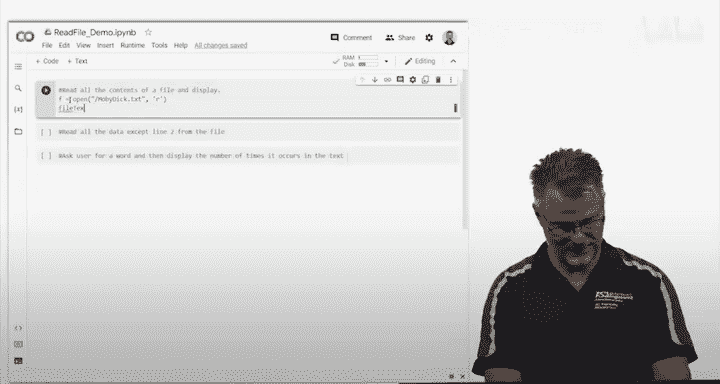 CO
ReadFile_Demo.ipynb
File Edit View Insert Runtime Tools Help All changes saved
Comment
Share
+ Code + Text
RAM
Disk
Editing
#Read all the contents of a file and display.
f = open("/MobyDick.txt", 'r')
fileTex
[ ] #Read all the data except line 2 from the file
[ ] #Ask user for a word and then display the number of times it occurs in the text
{x}
<>